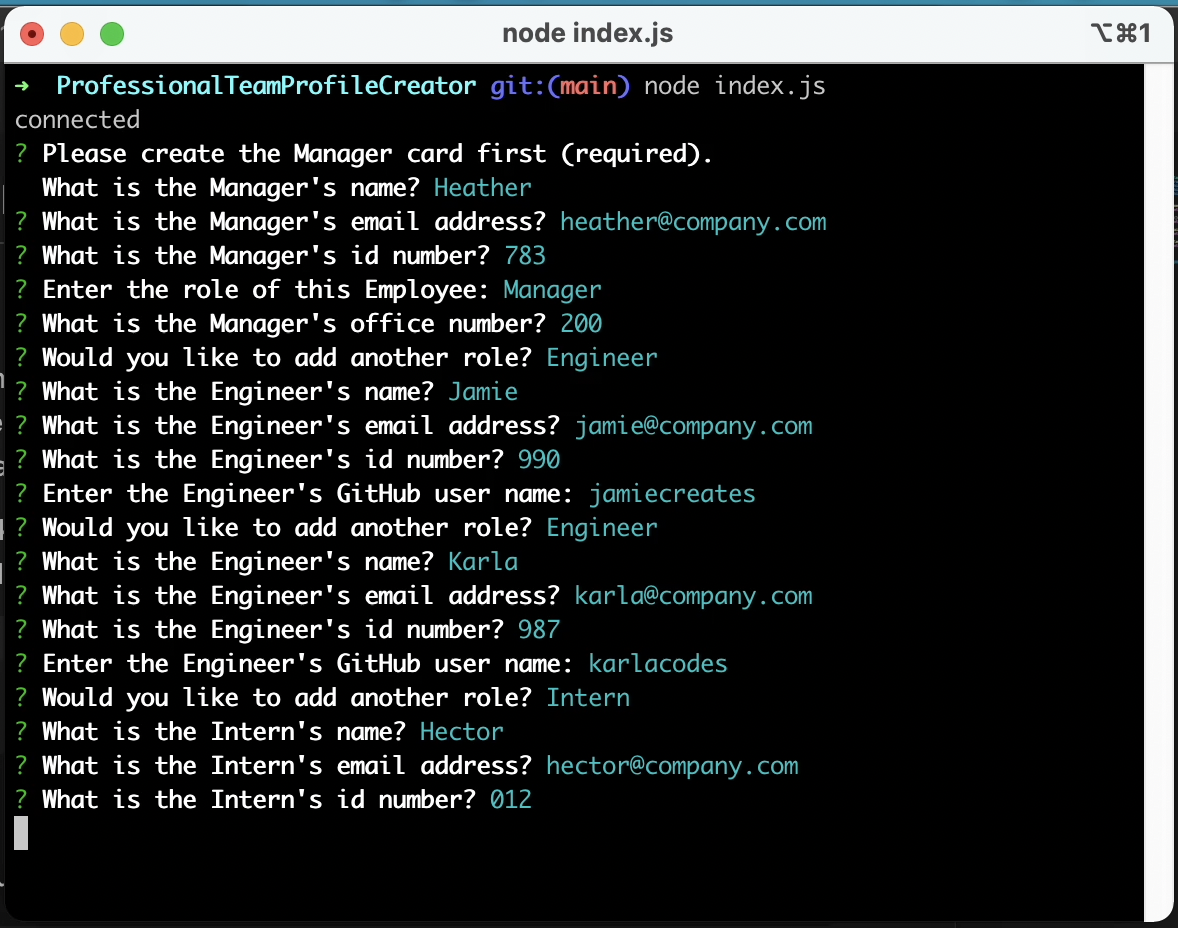 node index.js
⌥⌘1
➜ ProfessionalTeamProfileCreator git:(main) node index.js
connected
? Please create the Manager card first (required).
What is the Manager's name? Heather
? What is the Manager's email address? heather@company.com
? What is the Manager's id number? 783
? Enter the role of this Employee: Manager
? What is the Manager's office number? 200
? Would you like to add another role? Engineer
? What is the Engineer's name? Jamie
? What is the Engineer's email address? jamie@company.com
? What is the Engineer's id number? 990
? Enter the Engineer's GitHub user name: jamiecreates
? Would you like to add another role? Engineer
? What is the Engineer's name? Karla
? What is the Engineer's email address? karla@company.com
? What is the Engineer's id number? 987
? Enter the Engineer's GitHub user name: karlacodes
? Would you like to add another role? Intern
? What is the Intern's name? Hector
? What is the Intern's email address? hector@company.com
? What is the Intern's id number? 012